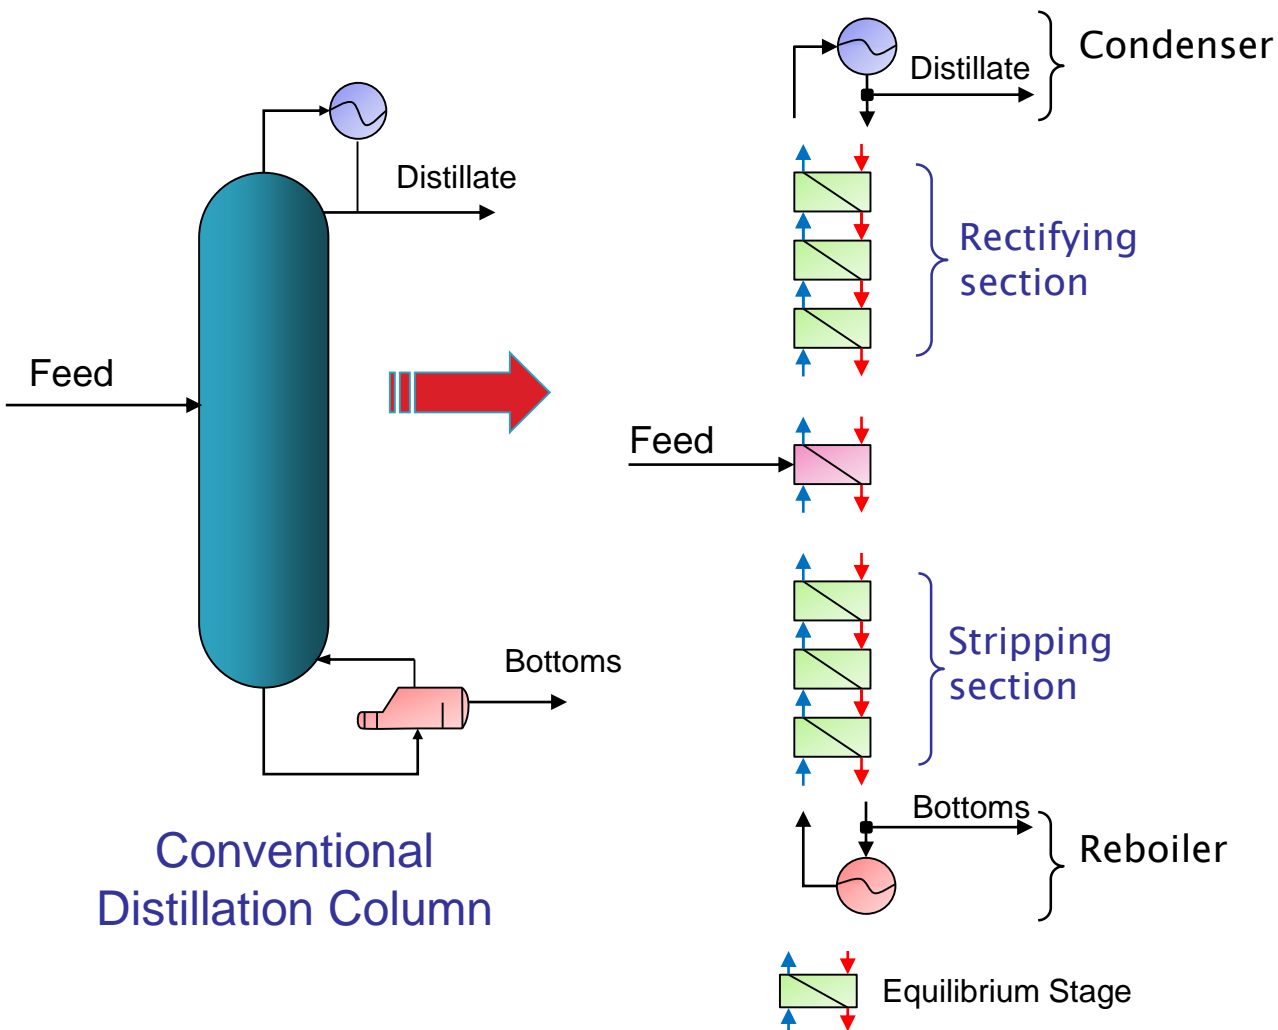 Distillate
Feed
Bottoms
Conventional
Distillation Column
Condenser
Distillate
Rectifying
section
Feed
Stripping
section
Bottoms
Reboiler
Equilibrium Stage